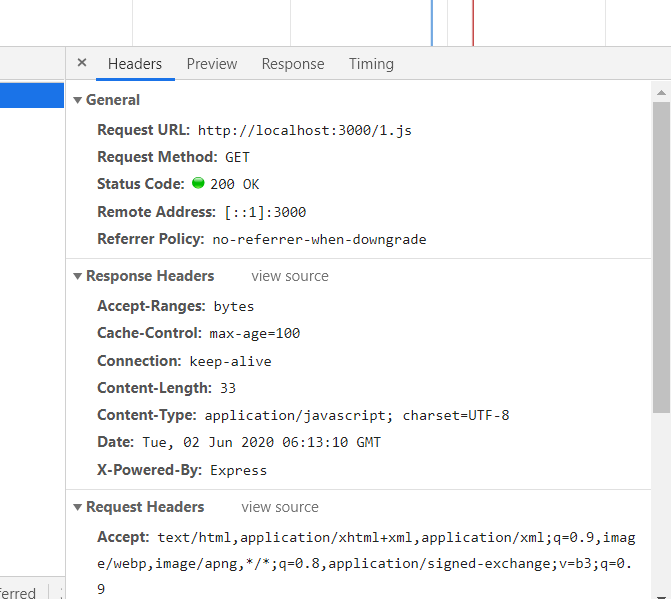 × Headers Preview Response Timing
▼ General
Request URL: http://localhost:3000/1.js
Request Method: GET
Status Code: 200 OK
Remote Address: [::1]:3000
Referrer Policy: no-referrer-when-downgrade
▼ Response Headers view source
Accept-Ranges: bytes
Cache-Control: max-age=100
Connection: keep-alive
Content-Length: 33
Content-Type: application/javascript; charset=UTF-8
Date: Tue, 02 Jun 2020 06:13:10 GMT
X-Powered-By: Express
▼ Request Headers view source
Accept: text/html,application/xhtml+xml,application/xml;q=0.9,imag
e/webp,image/apng,*/*;q=0.8,application/signed-exchange;v=b3;q=0.
9
erred